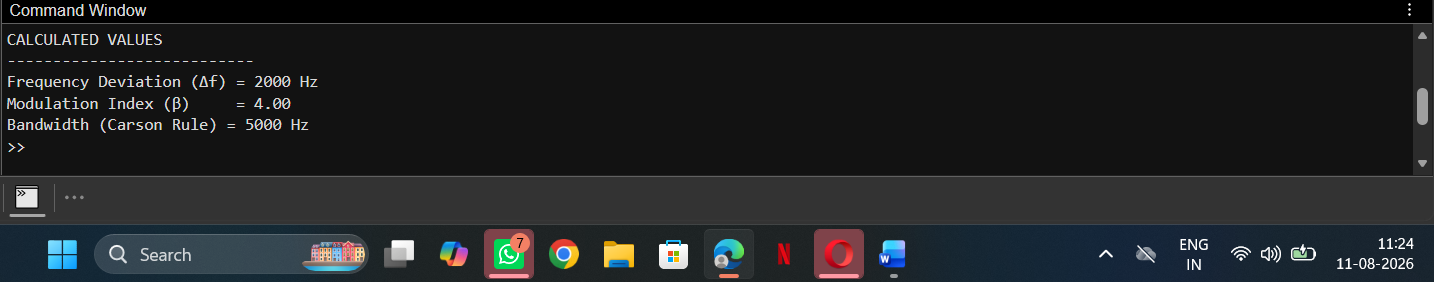 Command Window
CALCULATED VALUES
---------------------------
Frequency Deviation (Δf) = 2000 Hz
Modulation Index (β)     = 4.00
Bandwidth (Carson Rule) = 5000 Hz
>>
Search
7
N
W
ENG
IN
11:24
11-08-2026